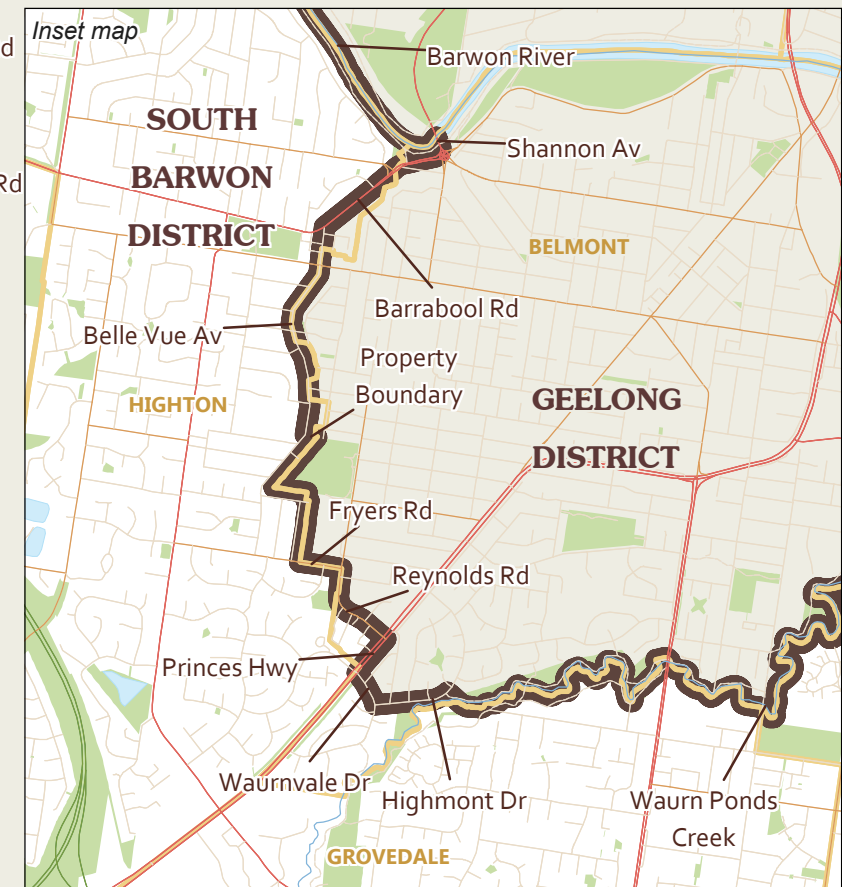 Inset map
d
Barwon River
SOUTH
BARWON
DISTRICT
Shannon Av
Rd
BELMONT
Barrabool Rd
Belle Vue Av
Property
Boundary
HIGHTON
GEELONG
DISTRICT
Fryers Rd
Reynolds Rd
Princes Hwy
Waurnvale Dr
Highmont Dr
Waurn Ponds
Creek
GROVEDALE